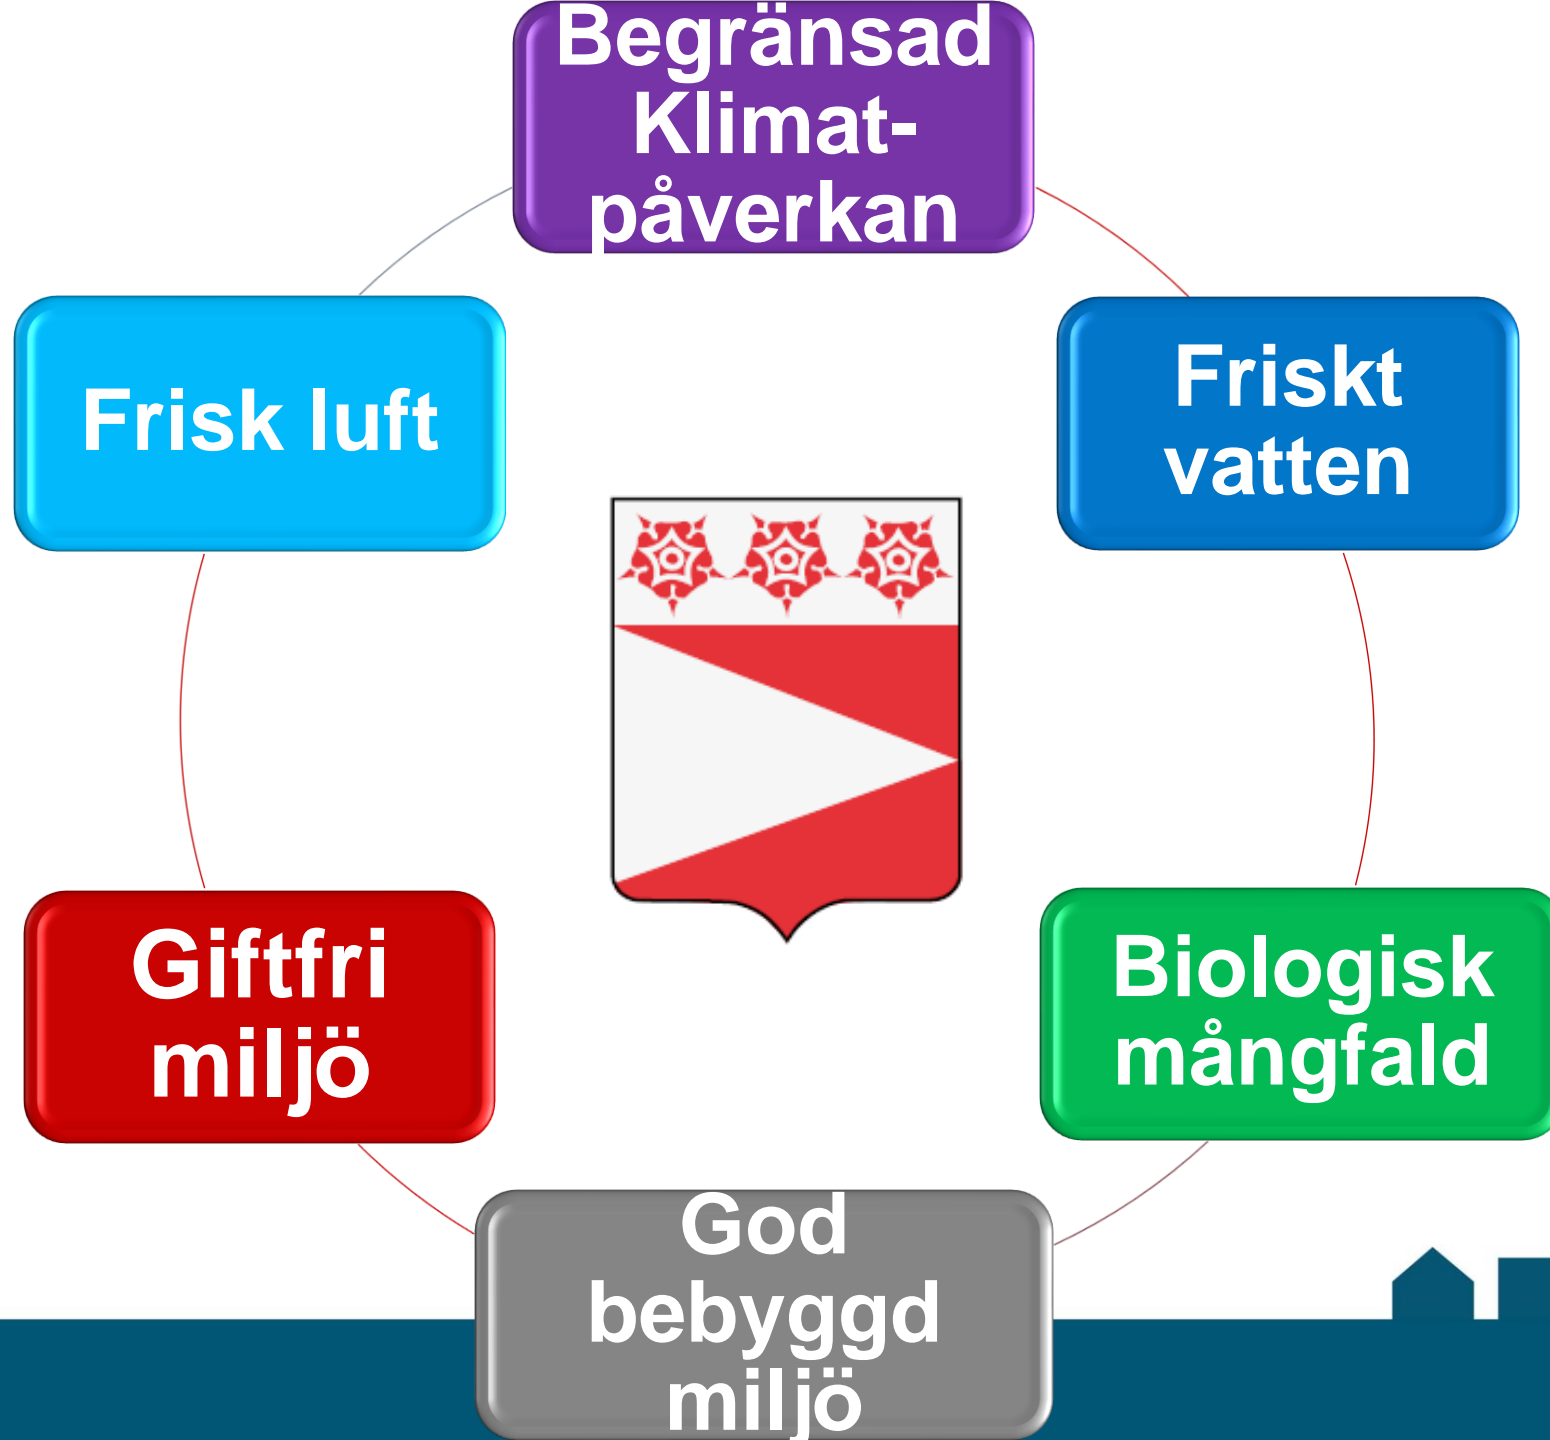 Begränsad
Klimat-
påverkan
Frisk luft
Friskt
vatten
Giftfri
miljö
Biologisk
mångfald
God
bebyggd
miljö